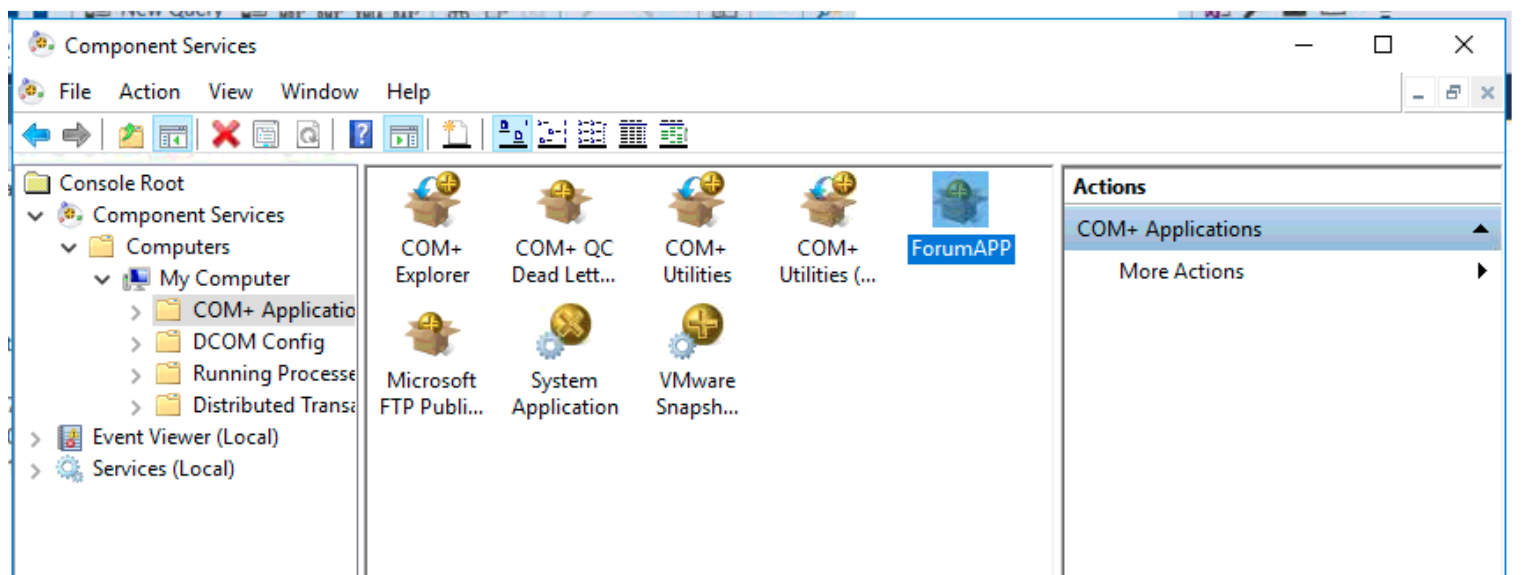 New Query
Component Services
File Action View Window Help
Console Root
Component Services
Computers
My Computer
COM+ Applicatio
DCOM Config
Running Processe
Distributed Transa
Event Viewer (Local)
Services (Local)
COM+
Explorer
COM+ QC
Dead Lett...
COM+
Utilities
COM+
Utilities (...
ForumAPP
Microsoft
FTP Publi...
System
Application
VMware
Snapsh...
Actions
COM+ Applications
More Actions